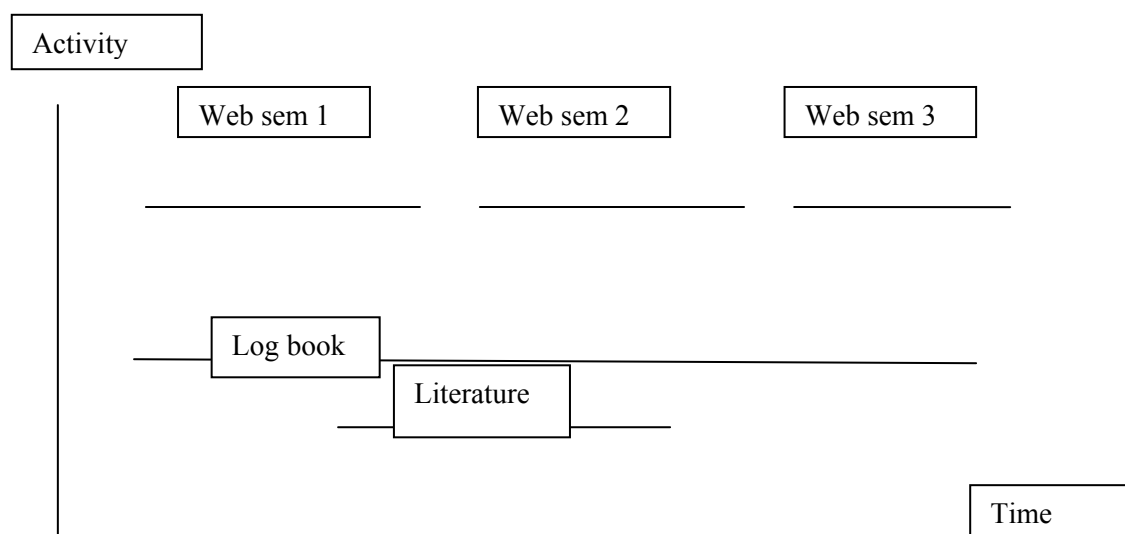 Activity
Web sem 1
Web sem 2
Web sem 3
Log book
Literature
Time